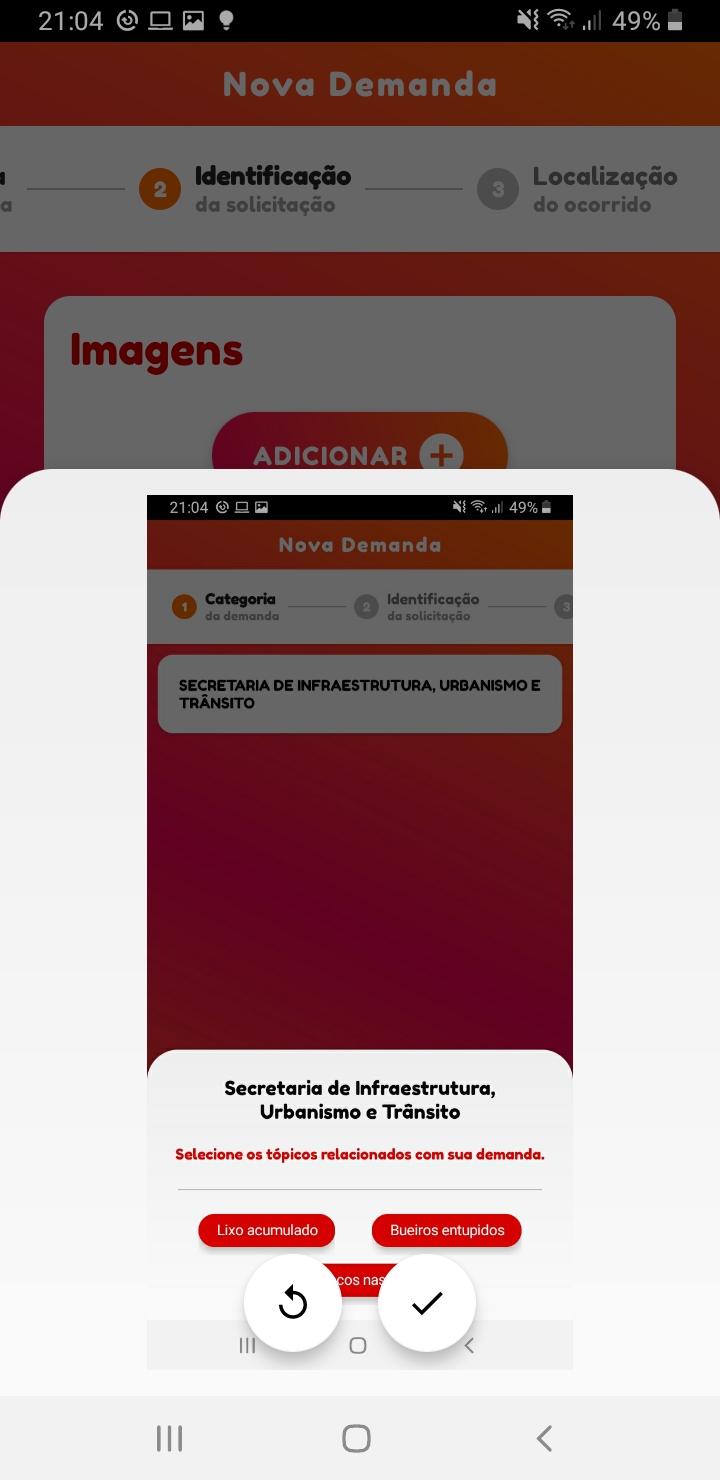 21:04 49%
Nova Demanda
a 2 Identificação 3 Localização
a da solicitação do ocorrido
Imagens
ADICIONAR
21:04 49%
Nova Demanda
1 Categoria 2 Identificação 3
da demanda da solicitação
SECRETARIA DE INFRAESTRUTURA, URBANISMO E
TRÂNSITO
Secretaria de Infraestrutura,
Urbanismo e Trânsito
Selecione os tópicos relacionados com sua demanda.
Lixo acumulado Bueiros entupidos
cos nas